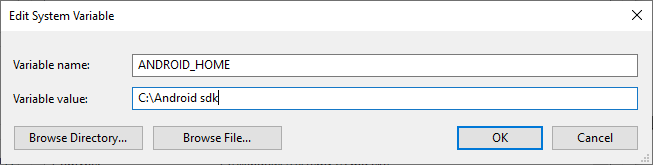 Edit System Variable
Variable name: ANDROID_HOME
Variable value: C:\Android sdk
Browse Directory... Browse File... OK Cancel